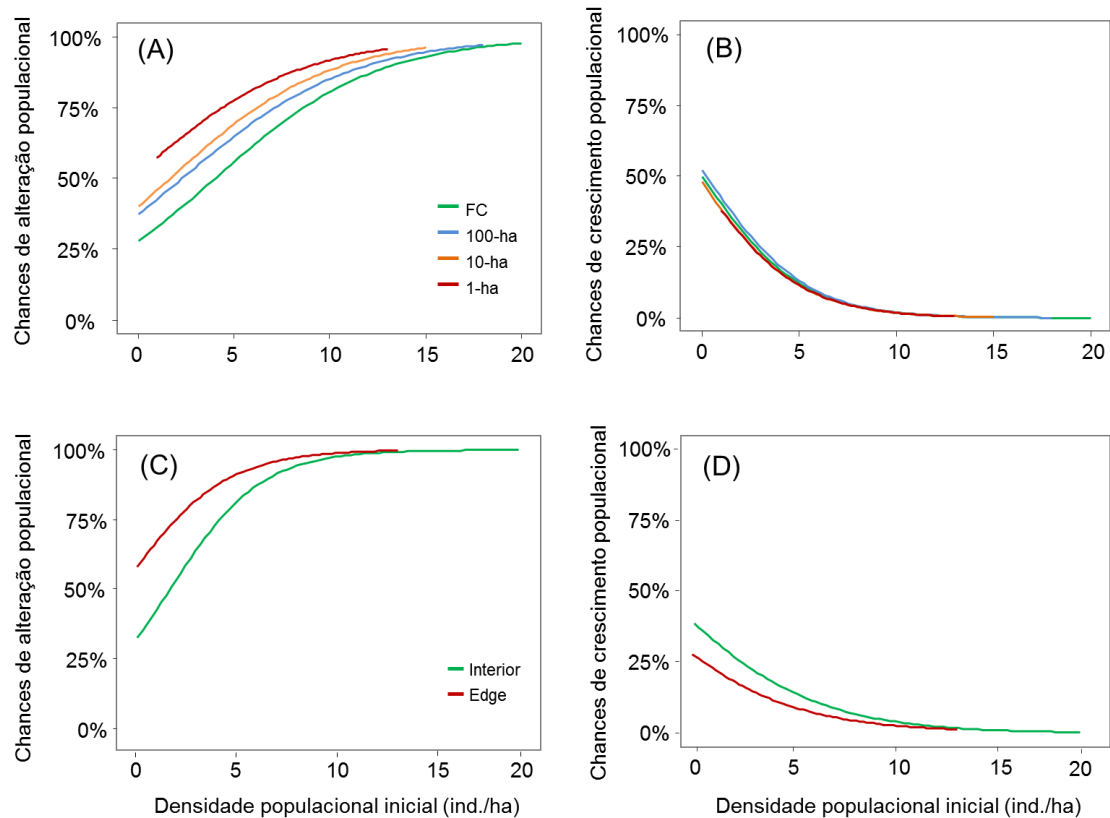 Chances de alteração populacional
100%
75%
50%
25%
0%
(A)
FC
100-ha
10-ha
1-ha
0 5 10 15 20
Chances de crescimento populacional
100%
75%
50%
25%
0%
(B)
0 5 10 15 20
Chances de alteração populacional
100%
75%
50%
25%
0%
(C)
Interior
Edge
0 5 10 15 20
Densidade populacional inicial (ind./ha)
Chances de crescimento populacional
100%
75%
50%
25%
0%
(D)
0 5 10 15 20
Densidade populacional inicial (ind./ha)